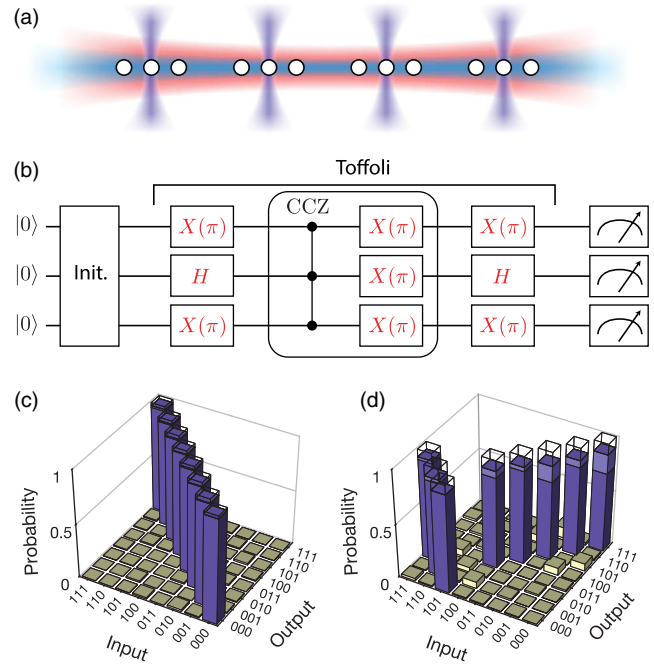 (a)
(b)
Toffoli
CCZ
|0⟩ X(π) X(π) X(π)
|0⟩ Init. H X(π) H
|0⟩ X(π) X(π) X(π)
(c)
(d)
Probability
1
0.5
0
111 110 101 100 011 010 001 000
Input
000 001 010 011 100 101 110 111
Output
Probability
1
0.5
0
111 110 101 100 011 010 001 000
Input
000 001 010 011 100 101 110 111
Output